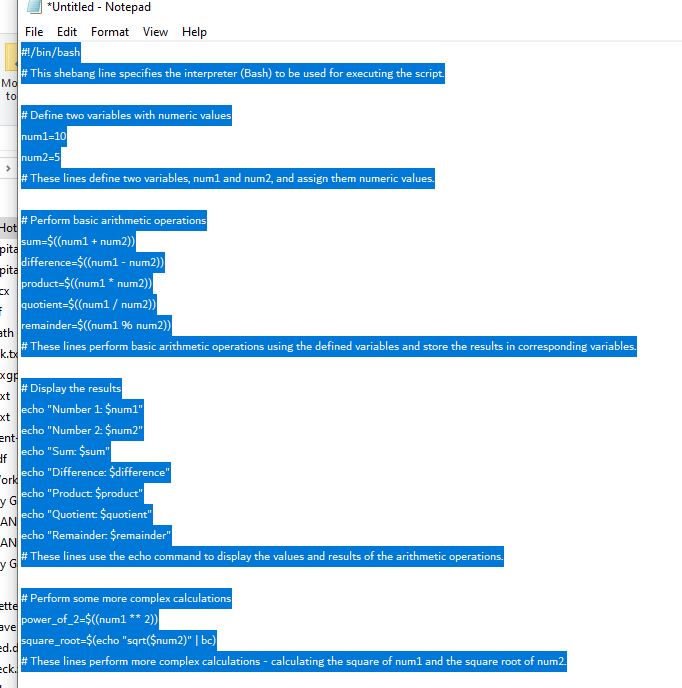 *Untitled - Notepad
File Edit Format View Help
#!/bin/bash
# This shebang line specifies the interpreter (Bash) to be used for executing the script.
# Define two variables with numeric values
num1=10
num2=5
# These lines define two variables, num1 and num2, and assign them numeric values.
# Perform basic arithmetic operations
sum=$((num1 + num2))
difference=$((num1 - num2))
product=$((num1 * num2))
quotient=$((num1 / num2))
remainder=$((num1 % num2))
# These lines perform basic arithmetic operations using the defined variables and store the results in corresponding variables.
# Display the results
echo "Number 1: $num1"
echo "Number 2: $num2"
echo "Sum: $sum"
echo "Difference: $difference"
echo "Product: $product"
echo "Quotient: $quotient"
echo "Remainder: $remainder"
# These lines use the echo command to display the values and results of the arithmetic operations.
# Perform some more complex calculations
power_of_2=$((num1 ** 2))
square_root=$(echo "sqrt($num2)" | bc)
# These lines perform more complex calculations - calculating the square of num1 and the square root of num2.